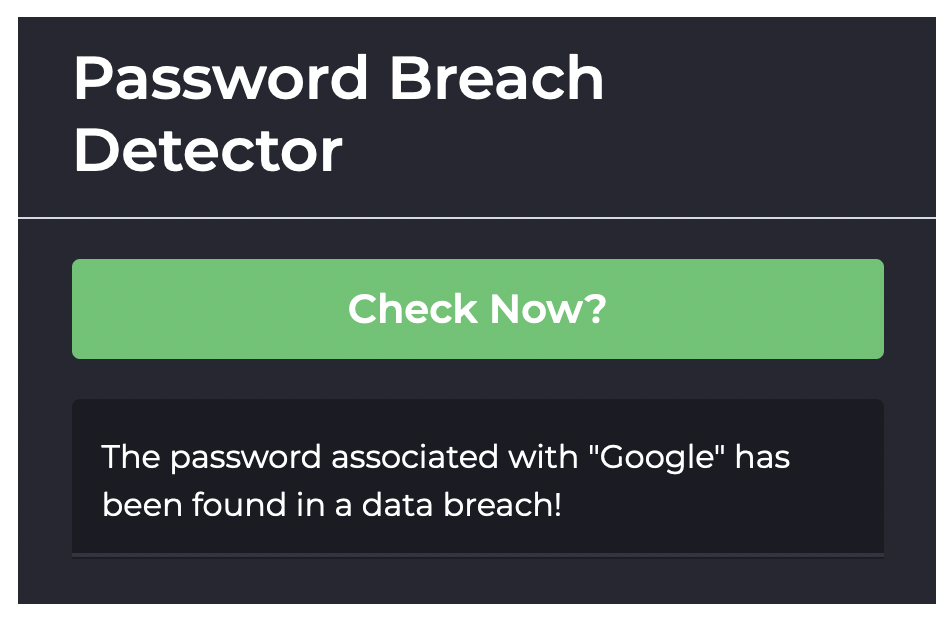 Password Breach
Detector
Check Now?
The password associated with "Google" has
been found in a data breach!